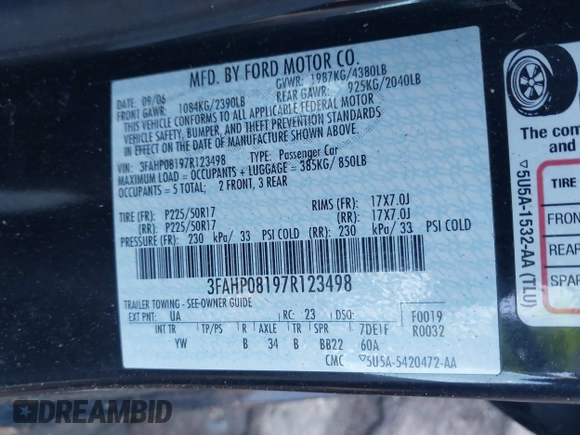 MFD. BY FORD MOTOR CO.
DATE: 09/06 GVWR: 1987KG/4380LB
FRONT GAWR: 1084KG/2390LB REAR GAWR: 925KG/2040LB
THIS VEHICLE CONFORMS TO ALL APPLICABLE FEDERAL MOTOR
VEHICLE SAFETY, BUMPER, AND THEFT PREVENTION STANDARDS
IN EFFECT ON THE DATE OF MANUFACTURE SHOWN ABOVE.
VIN: 3FAHP08197R123498 TYPE: Passenger Car
MAXIMUM LOAD = OCCUPANTS + LUGGAGE = 385KG/ 850LB
OCCUPANTS = 5 TOTAL; 2 FRONT, 3 REAR
TIRE (FR): P225/50R17 RIMS (FR): 17X7.0J
(RR): P225/50R17 (RR): 17X7.0J
PRESSURE (FR): 230 kPa/ 33 PSI COLD (RR): 230 kPa/ 33 PSI COLD
3FAHP08197R123498
TRAILER TOWING - SEE OWNER GUIDE
EXT PNT: UA RC: 23 DSO: F0019
R0032
INT TR TP/PS R AXLE TR SPR 7DE1F
YW B 34 B BB22 60A
CMC ▽5U5A-5420472-AA
The com
and
TIRE
FRON
REAR
SPAR
▽5U5A-1532-AA (TLU)
DREAMBID